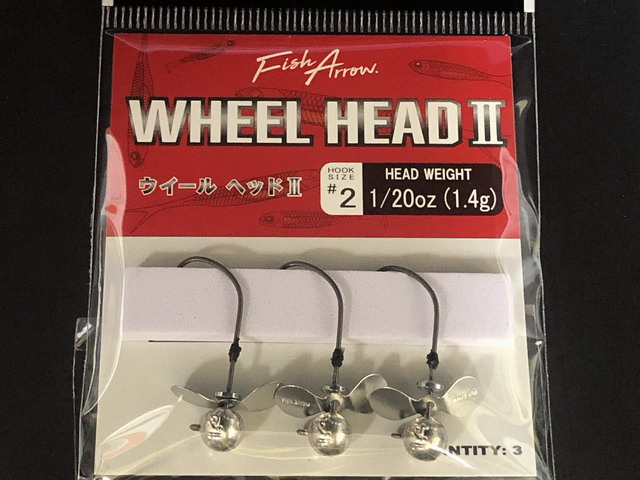 Fish Arrow.
WHEEL HEAD II
ウイール ヘッドII
HOOK SIZE
#2
HEAD WEIGHT
1/20oz (1.4g)
NTITY: 3